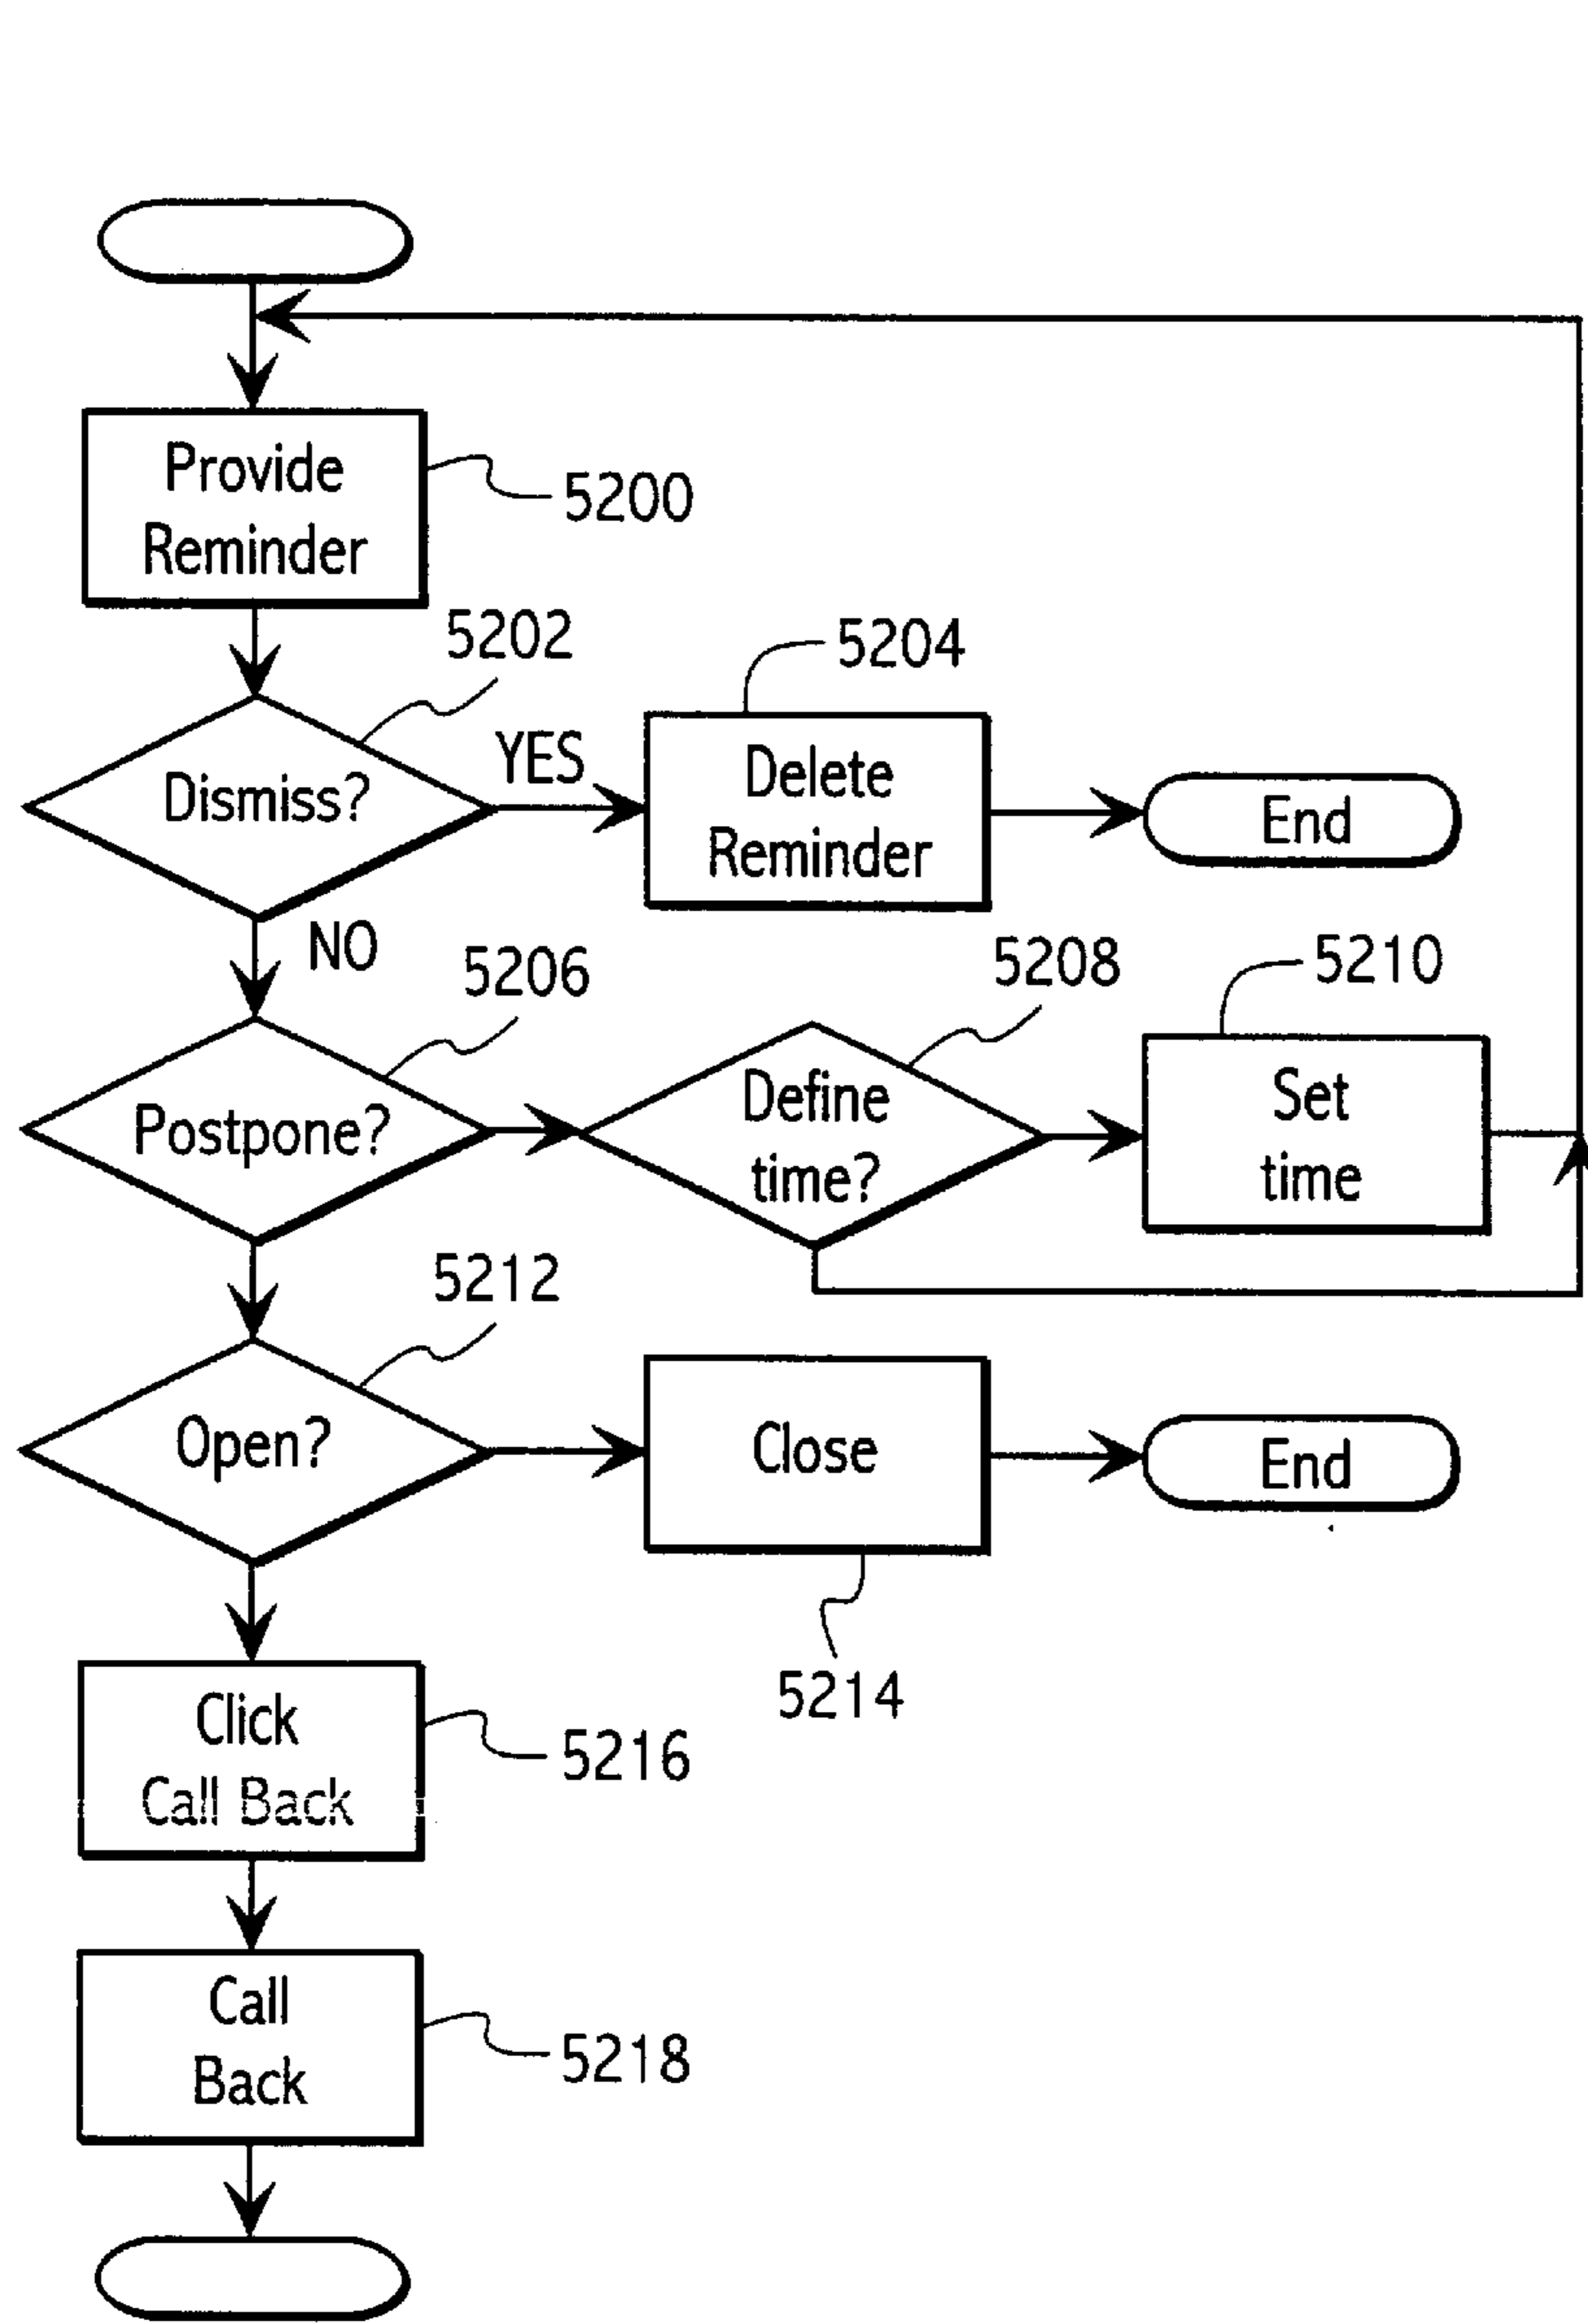 Provide
Reminder
5200
5202
5204
Dismiss?
YES
Delete
Reminder
End
NO
5206
5208
5210
Postpone?
Define
time?
Set
time
5212
Open?
Close
End
5214
Click
Call Back
5216
Call
Back
5218